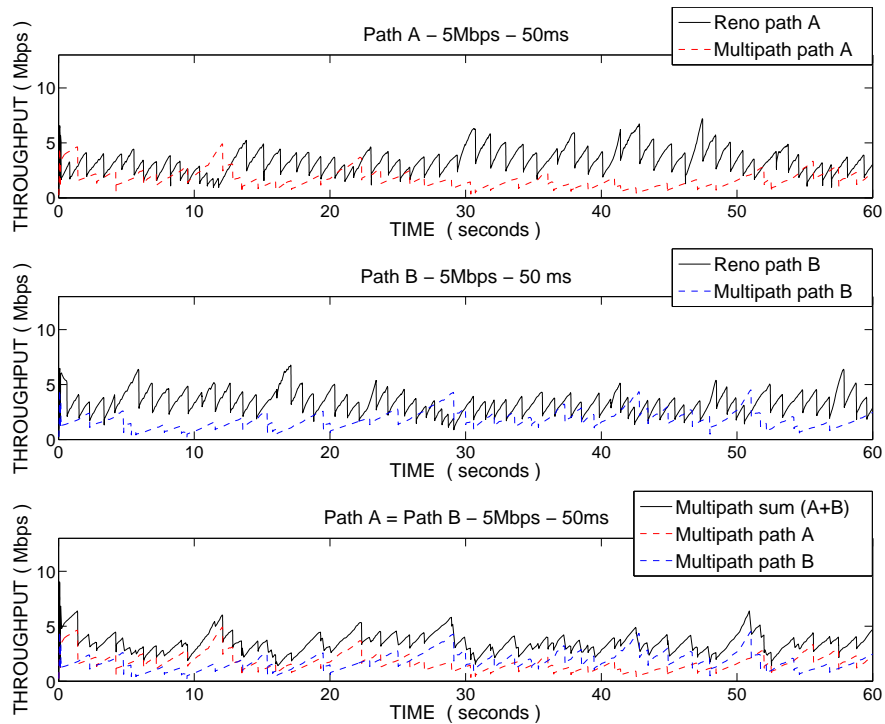 Path A − 5Mbps − 50ms
Reno path A
Multipath path A
THROUGHPUT ( Mbps )
10
5
0
0 10 20 30 40 50 60
TIME ( seconds )
Path B − 5Mbps − 50 ms
Reno path B
Multipath path B
THROUGHPUT ( Mbps )
10
5
0
0 10 20 30 40 50 60
TIME ( seconds )
Path A = Path B − 5Mbps − 50ms
Multipath sum (A+B)
Multipath path A
Multipath path B
THROUGHPUT ( Mbps )
10
5
0
0 10 20 30 40 50 60
TIME ( seconds )